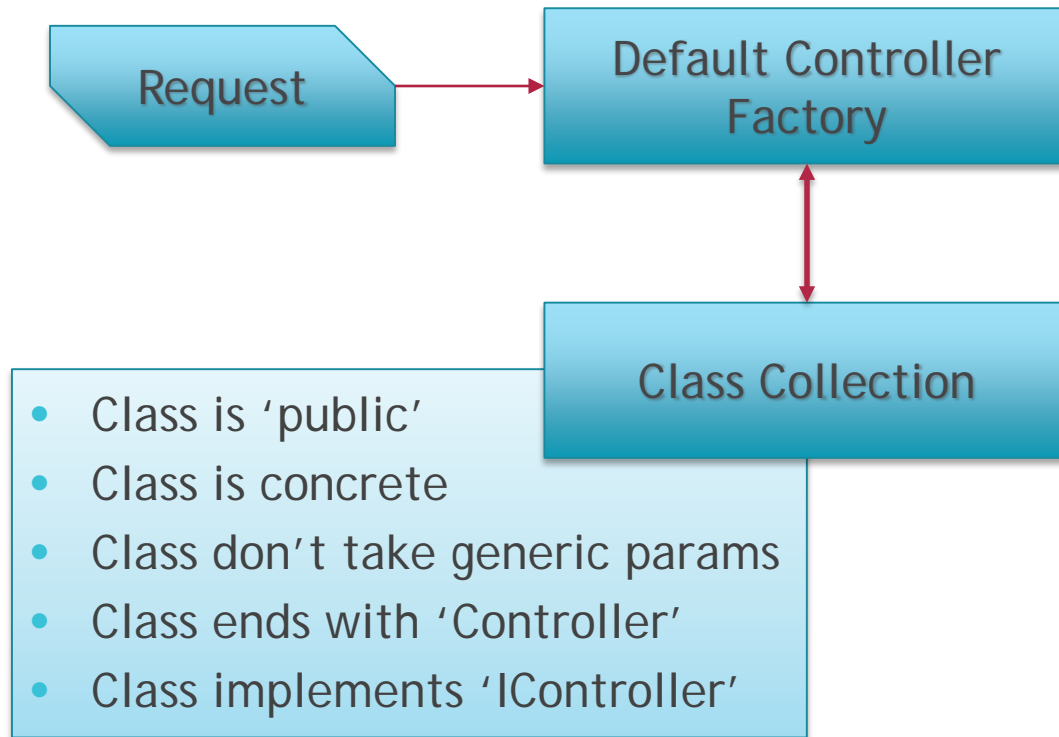 Request
Default Controller
Factory
Class Collection
• Class is ‘public’
• Class is concrete
• Class don’t take generic params
• Class ends with ‘Controller’
• Class implements ‘IController’